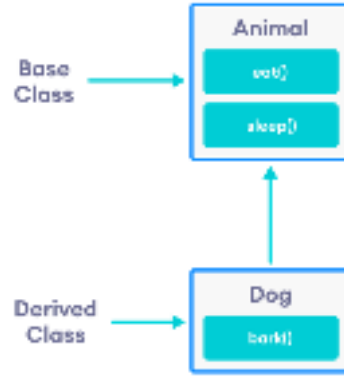 Animal
eat()
sleep()
Base
Class
Dog
bark()
Derived
Class